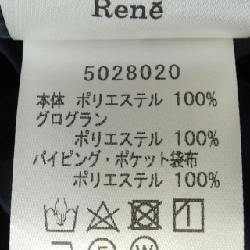 René
5028020
本体 ポリエステル 100%
グログラン
ポリエステル 100%
パイピング・ポケット袋布
ポリエステル 100%